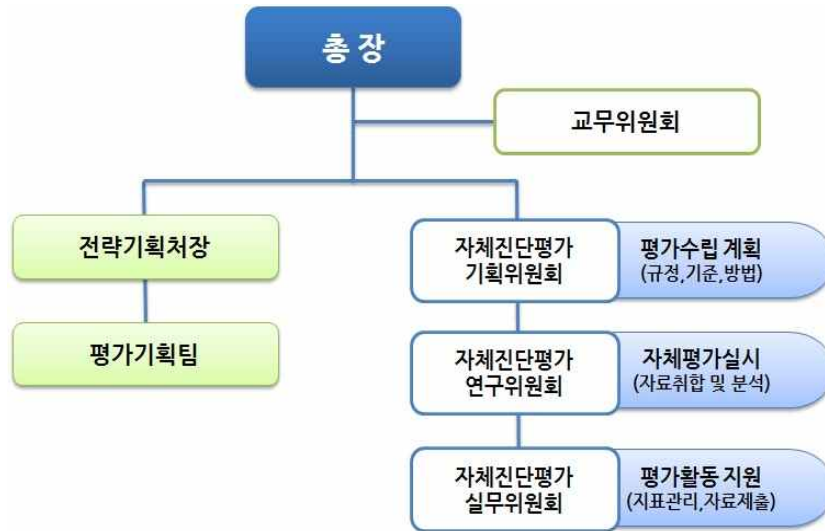 총 장
교무위원회
전략기획처장
평가기획팀
자체진단평가
기획위원회
평가수립 계획
(규정,기준,방법)
자체진단평가
연구위원회
자체평가실시
(자료취합 및 분석)
자체진단평가
실무위원회
평가활동 지원
(지표관리,자료제출)